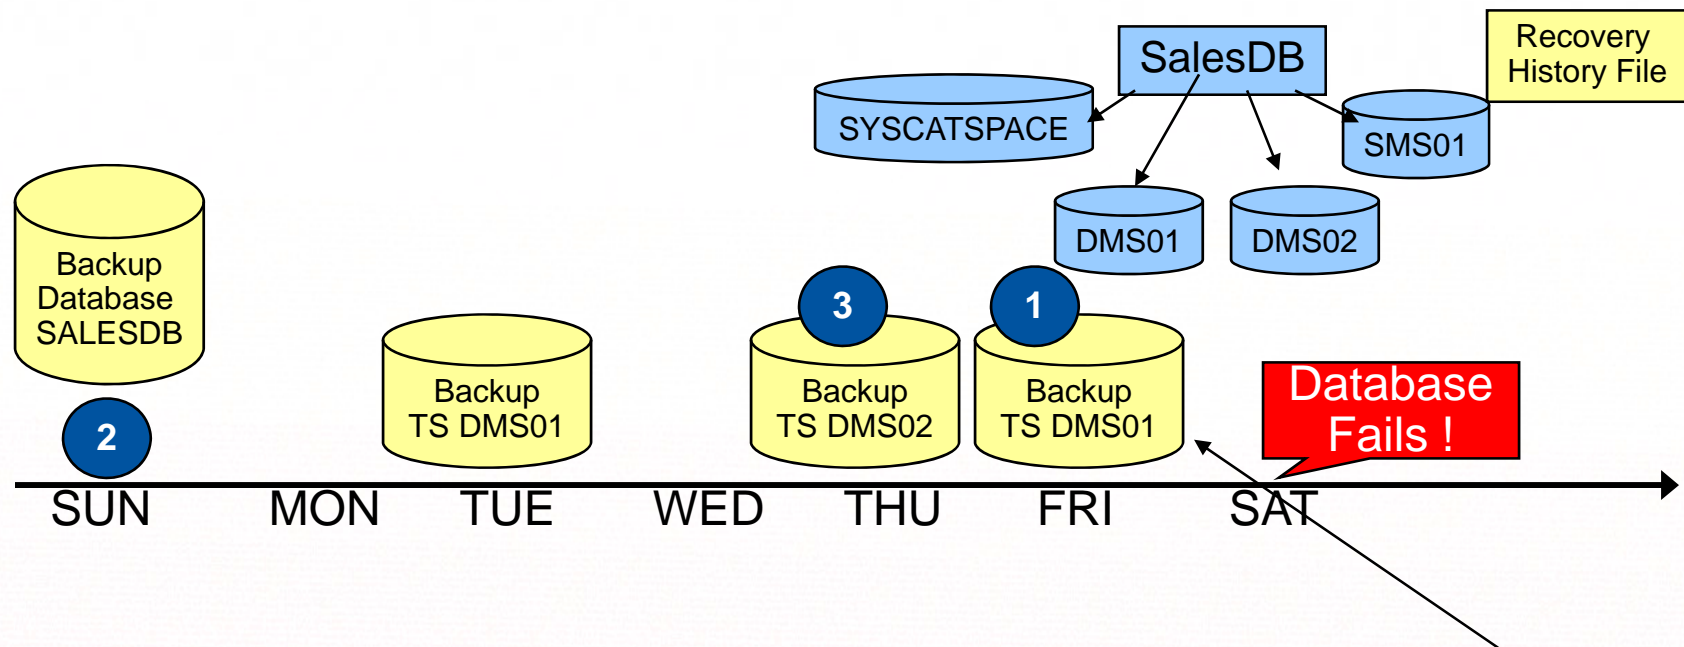 SalesDB
Recovery
History File
SYSCATSPACE
SMS01
DMS01
DMS02
Backup
Database
SALESDB
2
Backup
TS DMS01
3
Backup
TS DMS02
1
Backup
TS DMS01
Database
Fails !
SUN
MON
TUE
WED
THU
FRI
SAT